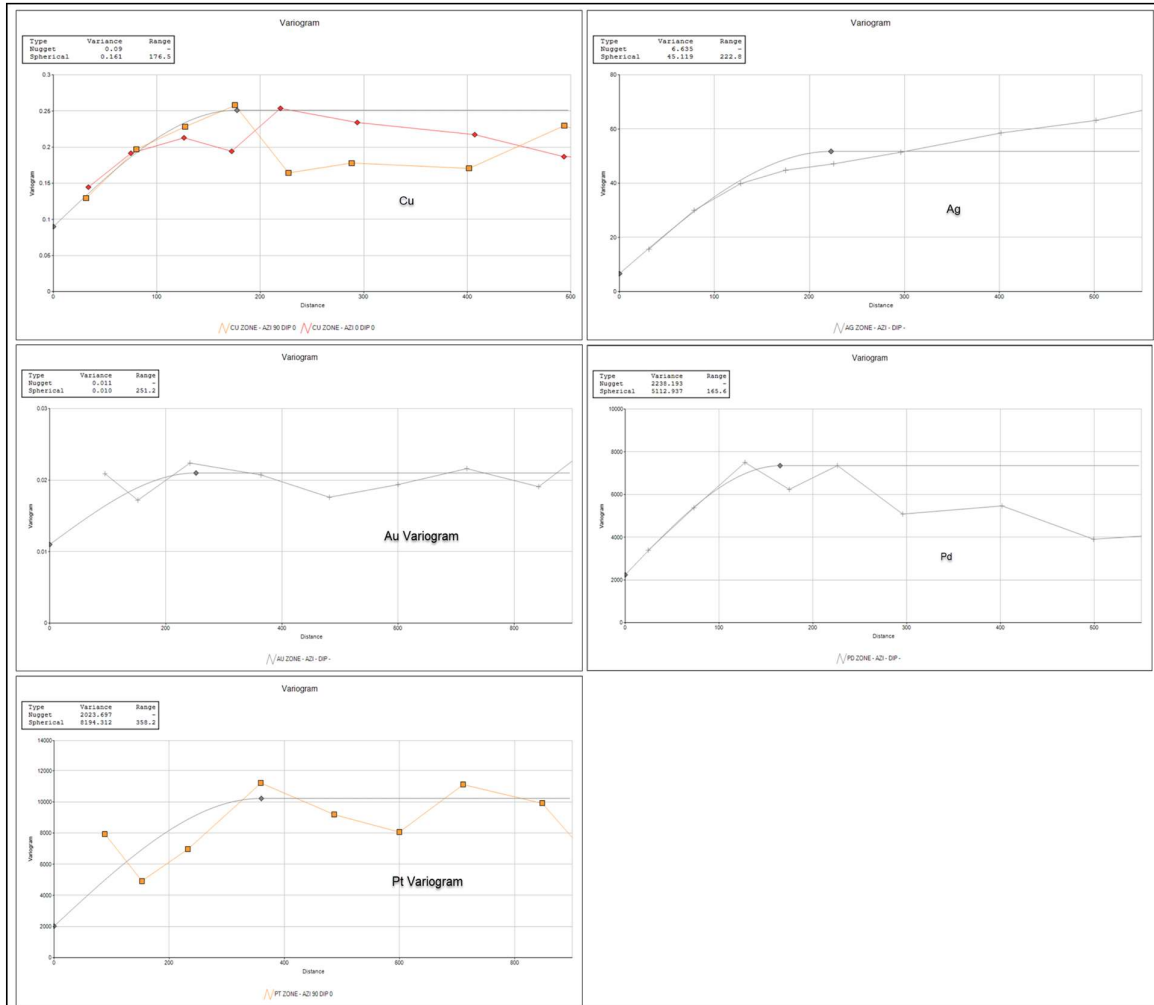 Variogram
Type Variance Range
Nugget 0.09 -
Spherical 0.161 176.5
0.3
0.25
0.2
0.15
0.1
0.05
0
Variogram
Cu
0 100 200 300 400 500
Distance
CU ZONE - AZI 90 DIP 0 CU ZONE - AZI 0 DIP 0
Variogram
Type Variance Range
Nugget 6.635 -
Spherical 45.119 222.8
80
60
40
20
0
Variogram
Ag
0 100 200 300 400 500
Distance
AG ZONE - AZI - DIP -
Variogram
Type Variance Range
Nugget 0.011 -
Spherical 0.010 251.2
0.03
0.02
0.01
0
Variogram
Au Variogram
0 200 400 600 800
Distance
AU ZONE - AZI - DIP -
Variogram
Type Variance Range
Nugget 2238.193 -
Spherical 5112.937 165.6
10000
8000
6000
4000
2000
0
Variogram
Pd
0 100 200 300 400 500
Distance
PD ZONE - AZI - DIP -
Variogram
Type Variance Range
Nugget 2023.697 -
Spherical 8194.312 358.2
14000
12000
10000
8000
6000
4000
2000
0
Variogram
Pt Variogram
0 200 400 600 800
Distance
PT ZONE - AZI 90 DIP 0